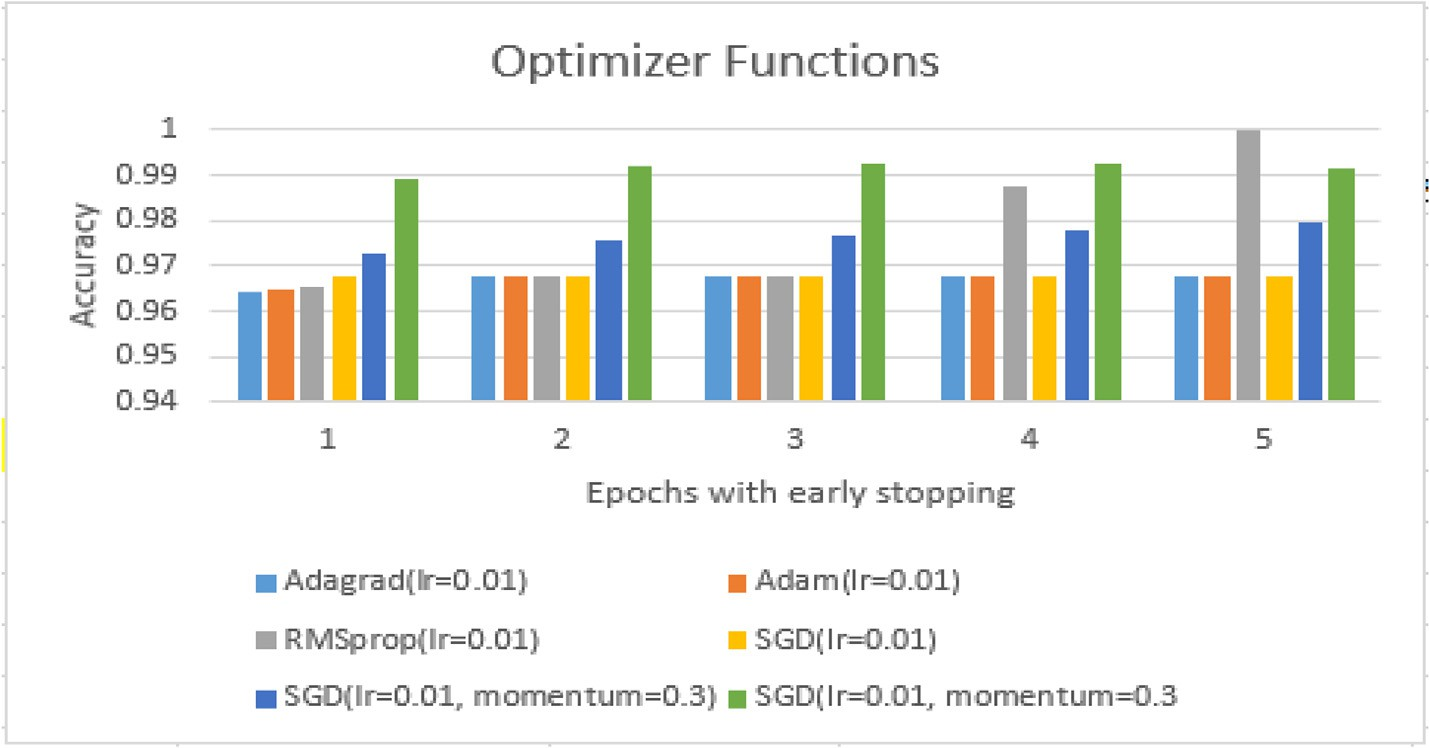 Optimizer Functions
1
0.99
0.98
0.97
0.96
0.95
0.94
Accuracy
1 2 3 4 5
Epochs with early stopping
Adagrad(lr=0.01) Adam(lr=0.01)
RMSprop(lr=0.01) SGD(lr=0.01)
SGD(lr=0.01, momentum=0.3) SGD(lr=0.01, momentum=0.3